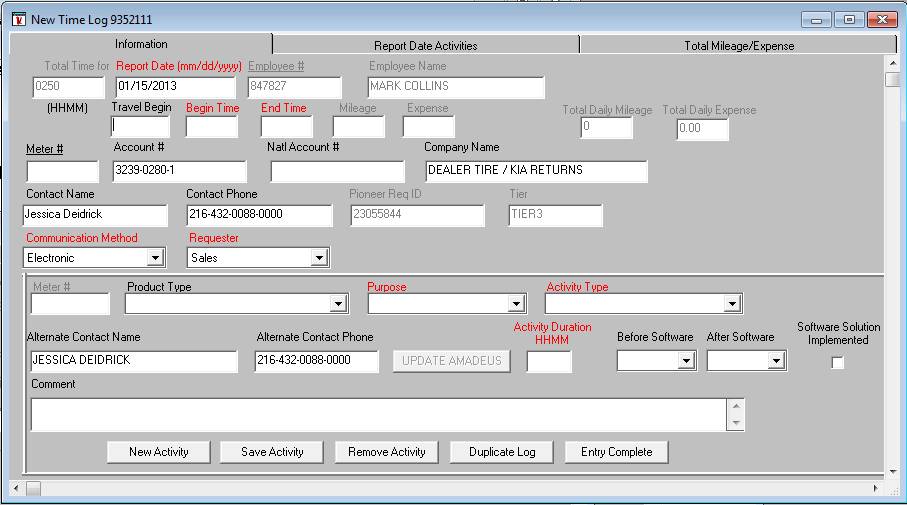 New Time Log 9352111
Information Report Date Activities Total Mileage/Expense
Total Time for Report Date (mm/dd/yyyy) Employee # Employee Name
0250 01/15/2013 847827 MARK COLLINS
(HHMM) Travel Begin Begin Time End Time Mileage Expense Total Daily Mileage Total Daily Expense
0 0.00
Meter # Account # Natl Account # Company Name
3239-0280-1 DEALER TIRE / KIA RETURNS
Contact Name Contact Phone Pioneer Req ID Tier
Jessica Deidrick 216-432-0088-0000 23055844 TIER3
Communication Method Requester
Electronic Sales
Meter # Product Type Purpose Activity Type
Alternate Contact Name Alternate Contact Phone Activity Duration HHMM Before Software After Software Software Solution Implemented
JESSICA DEIDRICK 216-432-0088-0000 UPDATE AMADEUS
Comment
New Activity Save Activity Remove Activity Duplicate Log Entry Complete